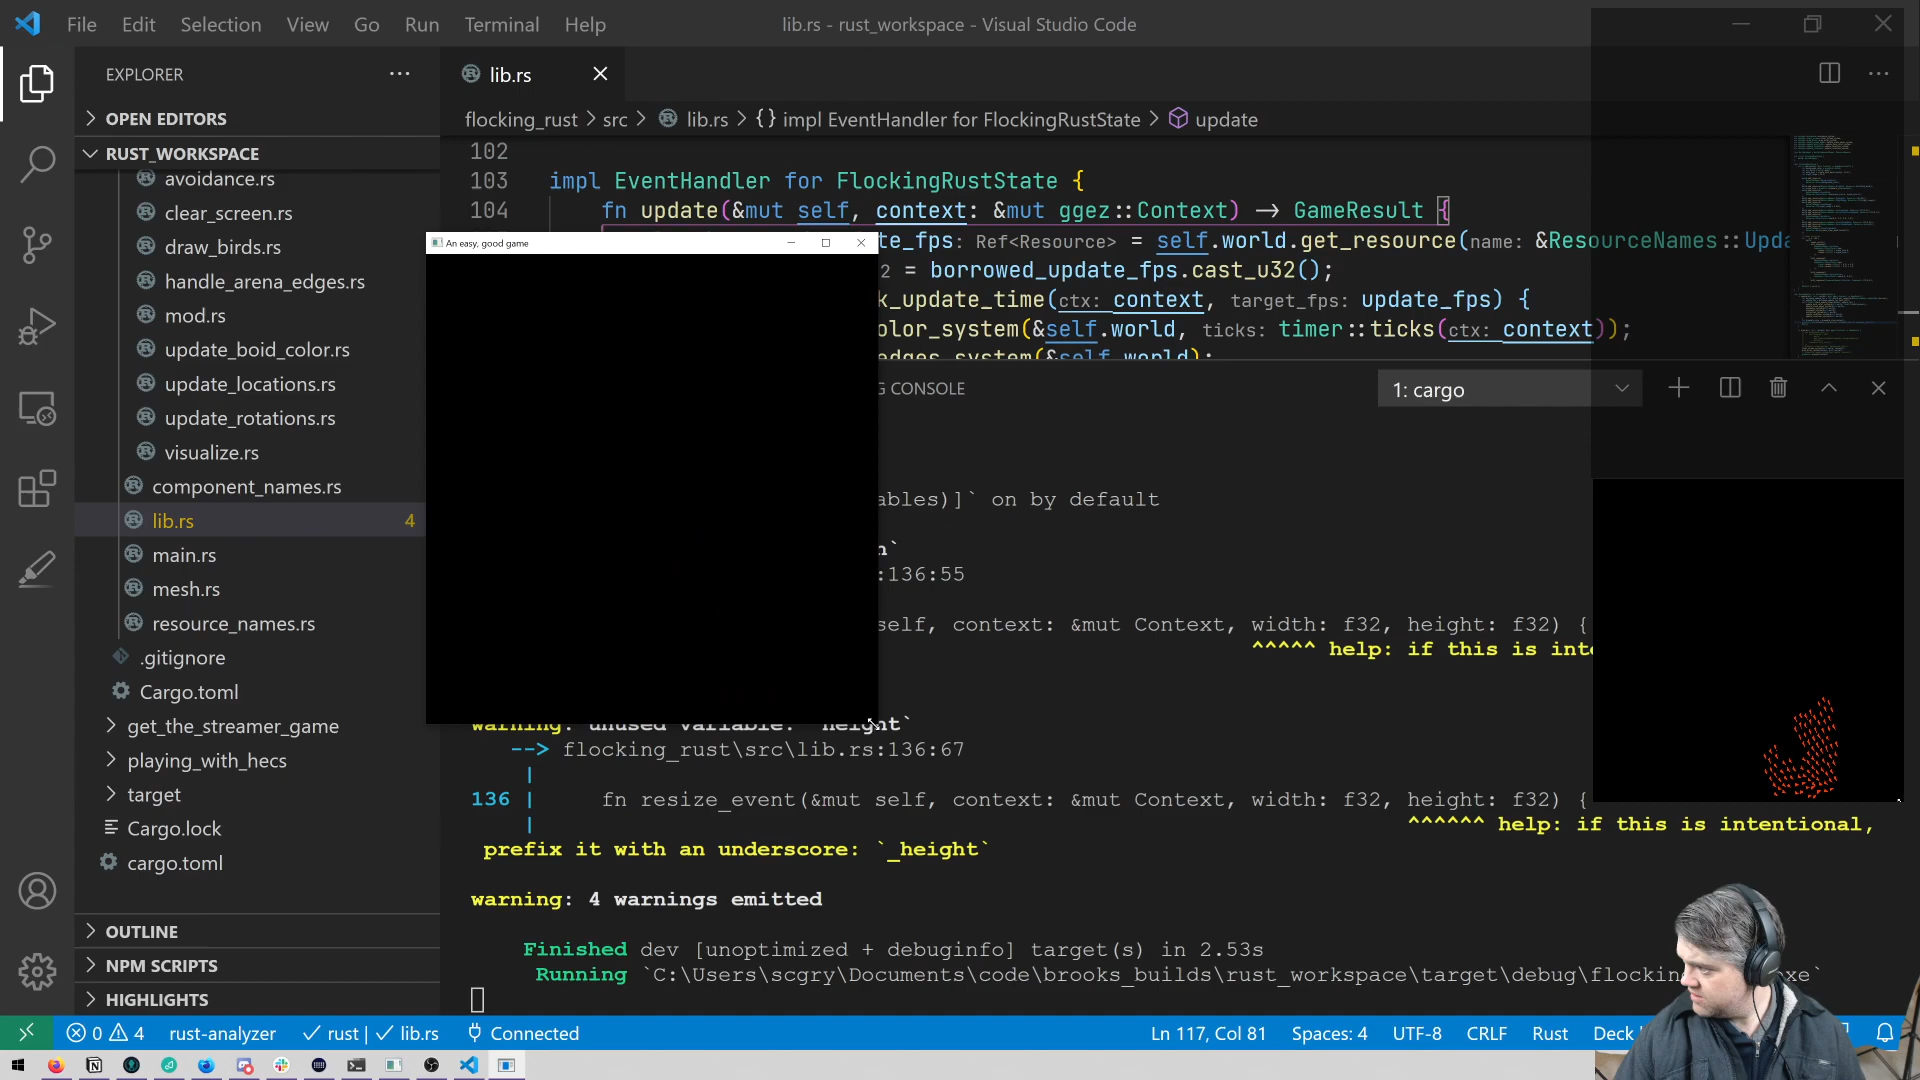 File Edit Selection View Go Run Terminal Help
lib.rs - rust_workspace - Visual Studio Code
EXPLORER
OPEN EDITORS
RUST_WORKSPACE
avoidance.rs
clear_screen.rs
draw_birds.rs
handle_arena_edges.rs
mod.rs
update_boid_color.rs
update_locations.rs
update_rotations.rs
visualize.rs
component_names.rs
lib.rs 4
main.rs
mesh.rs
resource_names.rs
.gitignore
Cargo.toml
get_the_streamer_game
playing_with_hecs
target
Cargo.lock
cargo.toml
OUTLINE
NPM SCRIPTS
HIGHLIGHTS
lib.rs
flocking_rust > src > lib.rs > {} impl EventHandler for FlockingRustState > update
102
103 impl EventHandler for FlockingRustState {
104 fn update(&mut self, context: &mut ggez::Context) → GameResult {
te_fps: Ref<Resource> = self.world.get_resource(name: &ResourceNames::Upda
2 = borrowed_update_fps.cast_u32();
k_update_time(ctx: context, target_fps: update_fps) {
olor_system(&self.world, ticks: timer::ticks(ctx: context));
edges_system(&self.world);
An easy, good game
G CONSOLE
1: cargo
ables)]` on by default
n`
:136:55
self, context: &mut Context, width: f32, height: f32) {
^^^^^ help: if this is inte
warning: unused variable: `height`
--> flocking_rust\src\lib.rs:136:67
|
136 | fn resize_event(&mut self, context: &mut Context, width: f32, height: f32) {
| ^^^^^^ help: if this is intentional,
prefix it with an underscore: `_height`
warning: 4 warnings emitted
Finished dev [unoptimized + debuginfo] target(s) in 2.53s
Running `C:\Users\scgry\Documents\code\brooks_builds\rust_workspace\target\debug\flockin xe`
0 4 rust-analyzer rust | lib.rs Connected
Ln 117, Col 81 Spaces: 4 UTF-8 CRLF Rust Deck